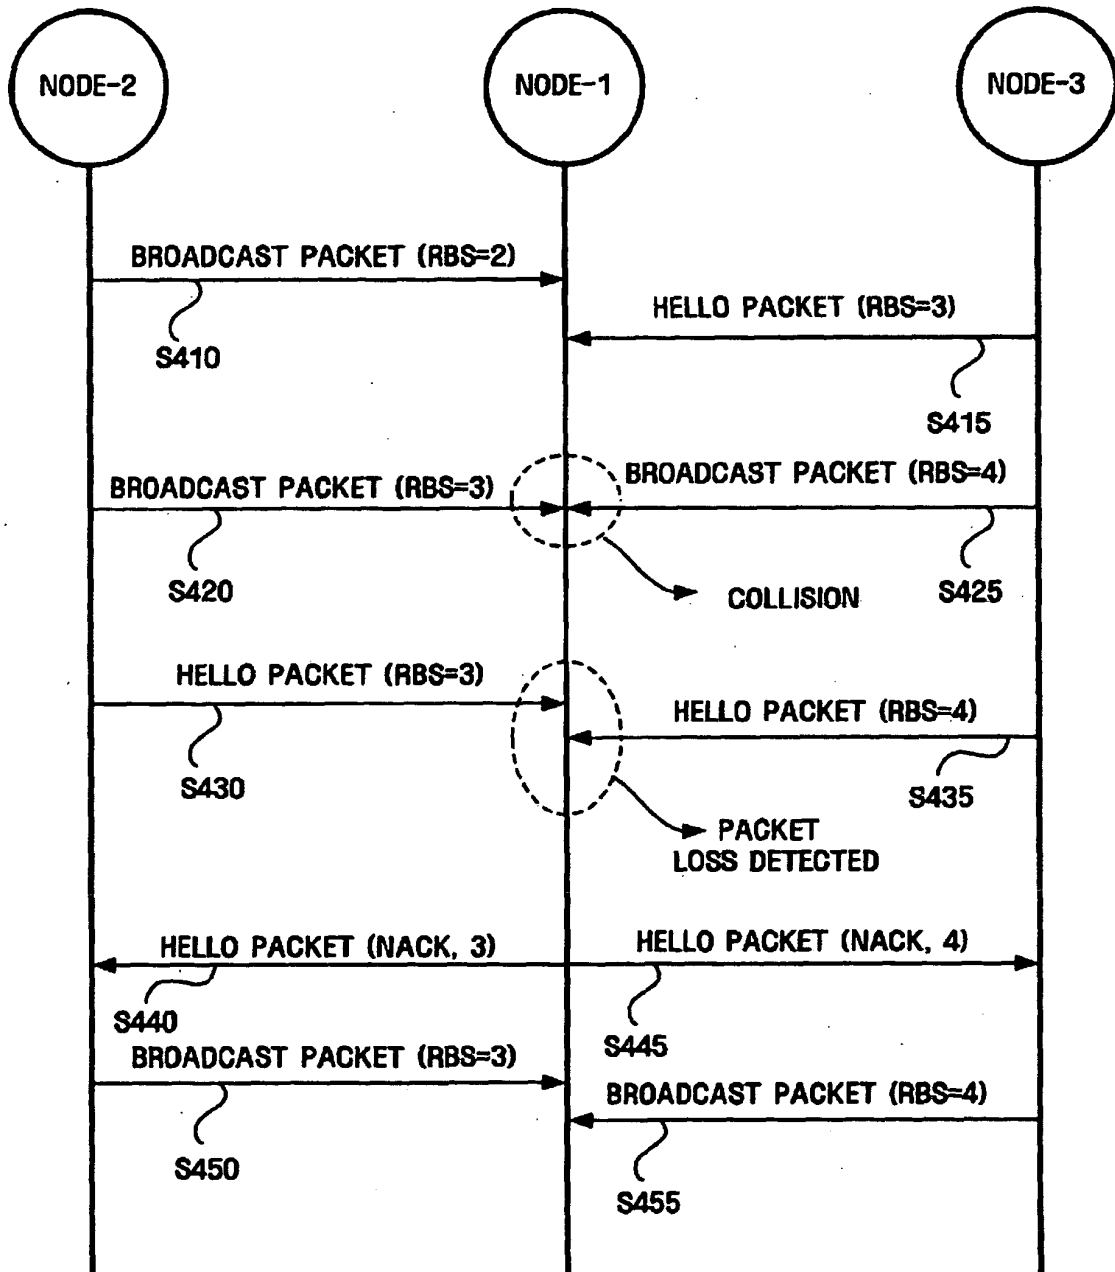 NODE-2
NODE-1
NODE-3
BROADCAST PACKET (RBS=2)
S410
HELLO PACKET (RBS=3)
S415
BROADCAST PACKET (RBS=3)
BROADCAST PACKET (RBS=4)
S420
S425
COLLISION
HELLO PACKET (RBS=3)
HELLO PACKET (RBS=4)
S430
S435
PACKET
LOSS DETECTED
HELLO PACKET (NACK, 3)
HELLO PACKET (NACK, 4)
S440
S445
BROADCAST PACKET (RBS=3)
BROADCAST PACKET (RBS=4)
S450
S455